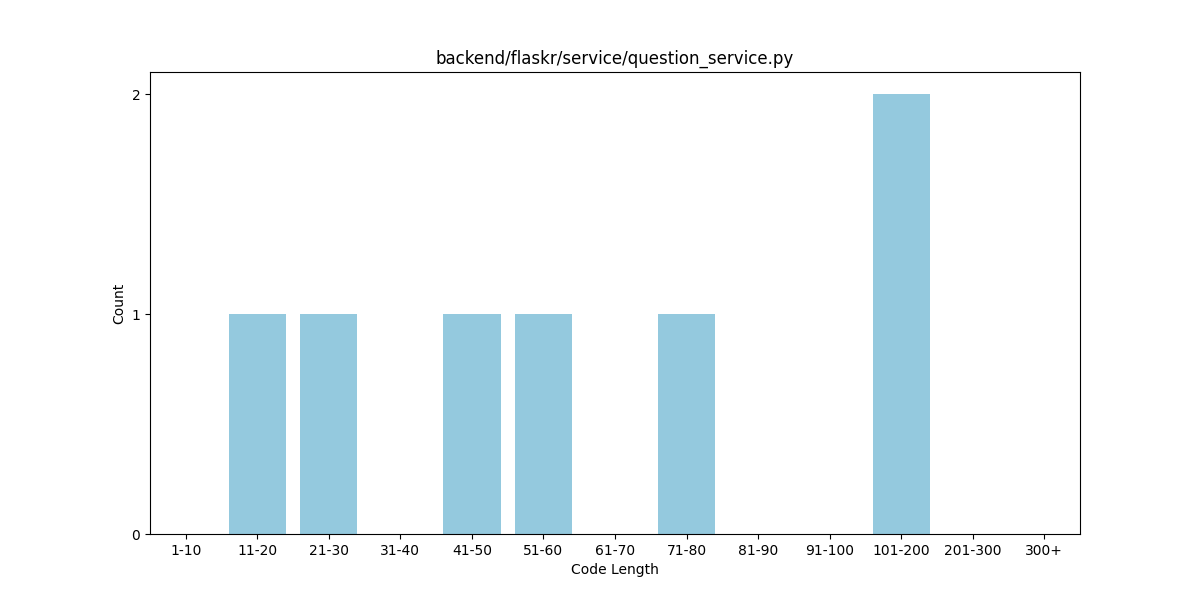 backend/flaskr/service/question_service.py
2
1
0
Count
1-10 11-20 21-30 31-40 41-50 51-60 61-70 71-80 81-90 91-100 101-200 201-300 300+
Code Length